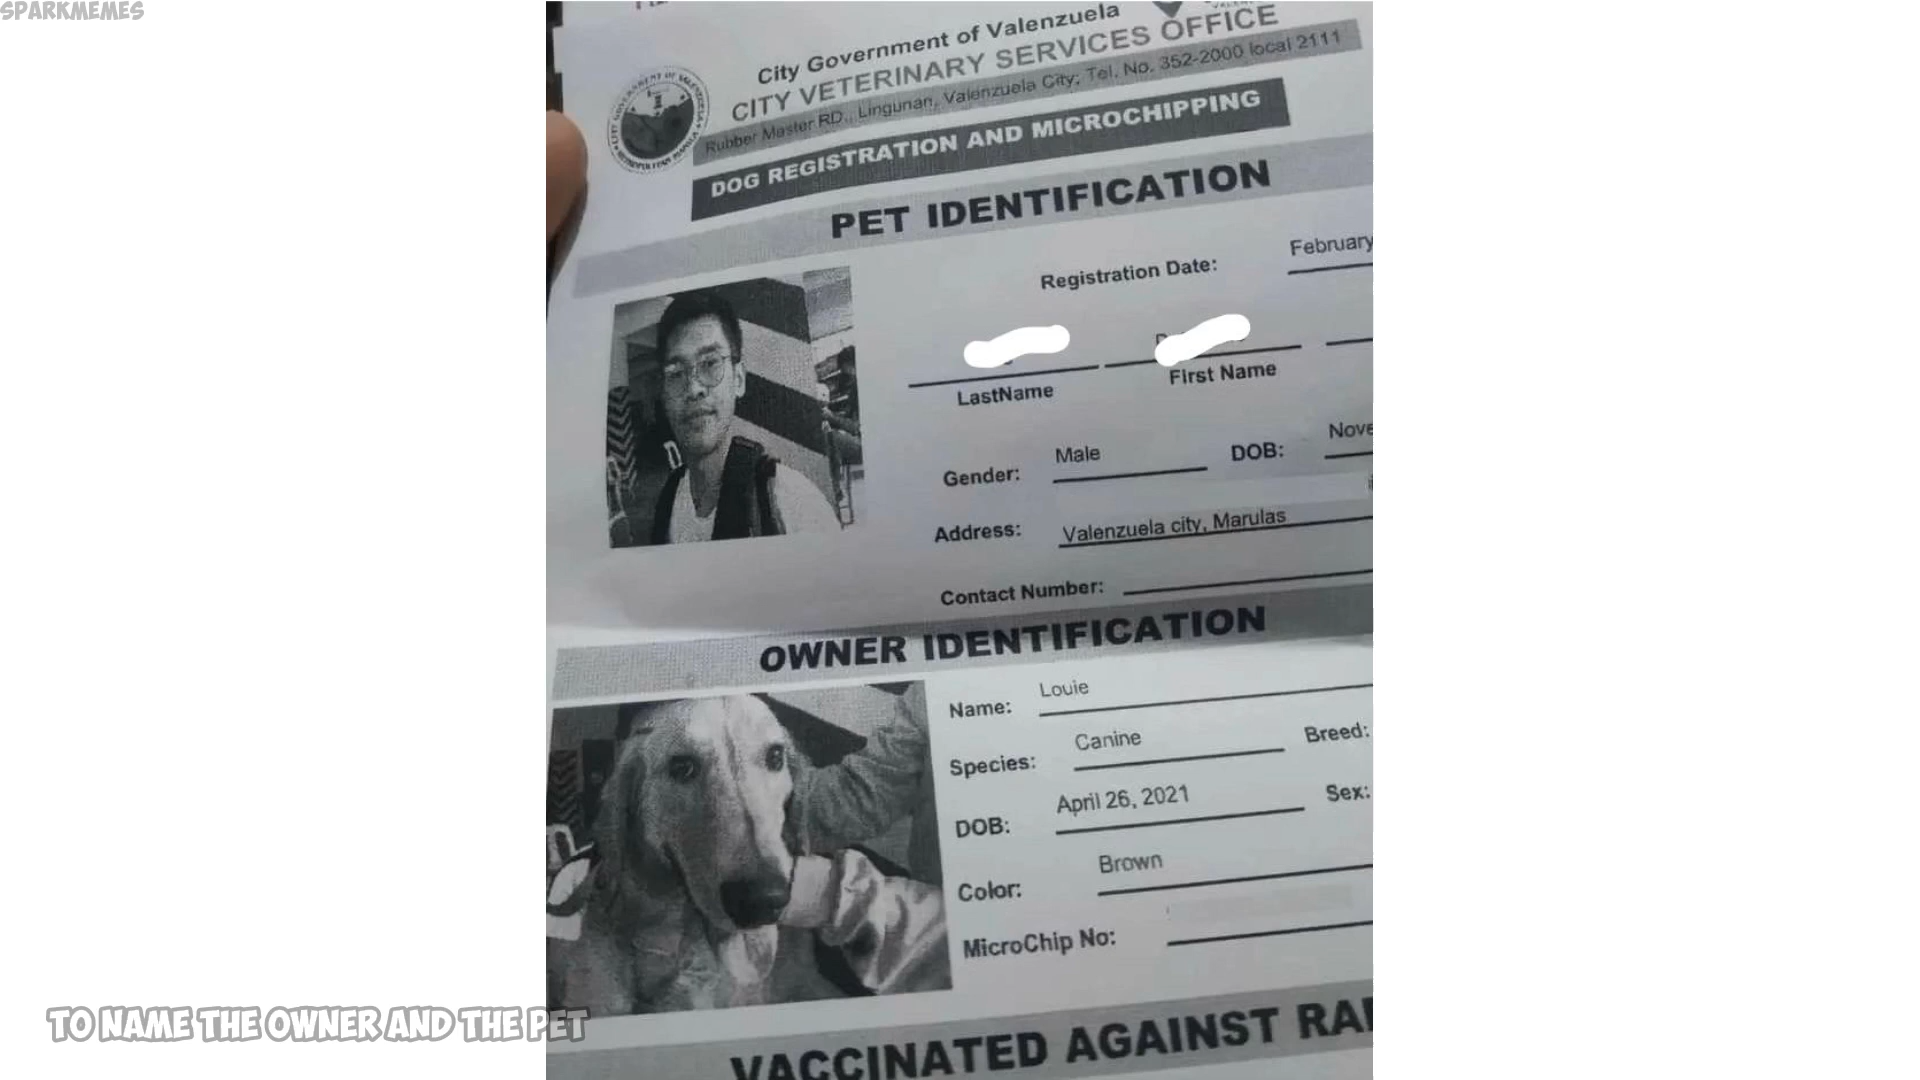 SPARKMEMES
City Government of Valenzuela
CITY VETERINARY SERVICES OFFICE
Rubber Master RD., Lingunan, Valenzuela City; Tel. No. 352-2000 local 2111
DOG REGISTRATION AND MICROCHIPPING
PET IDENTIFICATION
Registration Date: February
LastName First Name
Gender: Male DOB: Nove
Address: Valenzuela city, Marulas
Contact Number:
OWNER IDENTIFICATION
Name: Louie
Species: Canine Breed:
DOB: April 26, 2021 Sex:
Color: Brown
MicroChip No:
TO NAME THE OWNER AND THE PET
VACCINATED AGAINST RA